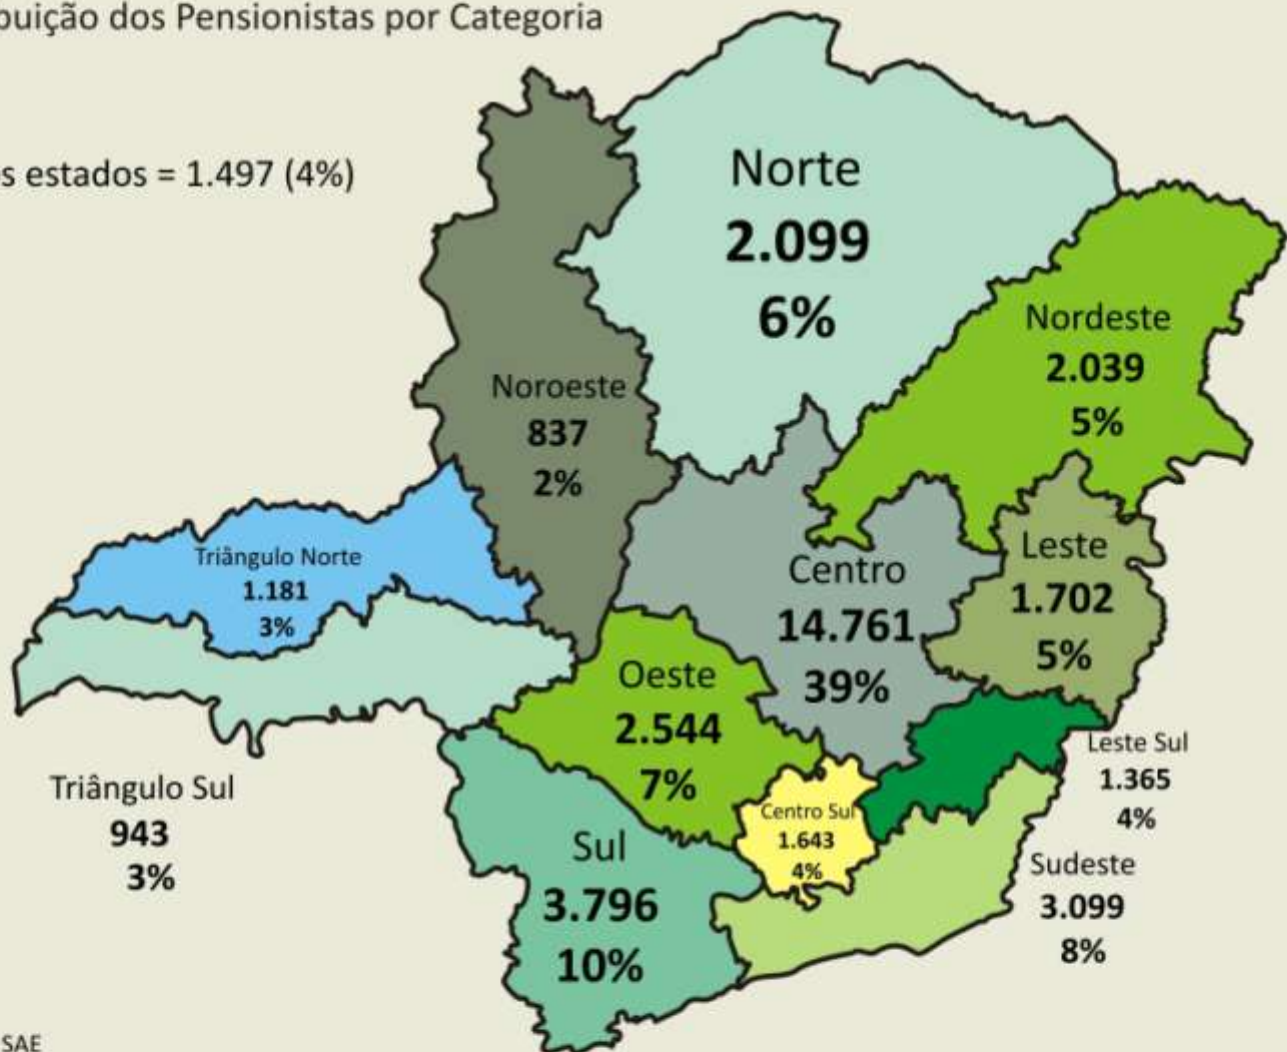 buição dos Pensionistas por Categoria
s estados = 1.497 (4%)
Norte
2.099
6%
Nordeste
2.039
5%
Noroeste
837
2%
Triângulo Norte
1.181
3%
Centro
14.761
39%
Leste
1.702
5%
Oeste
2.544
7%
Leste Sul
1.365
4%
Triângulo Sul
943
3%
Centro Sul
1.643
4%
Sul
3.796
10%
Sudeste
3.099
8%
SAE